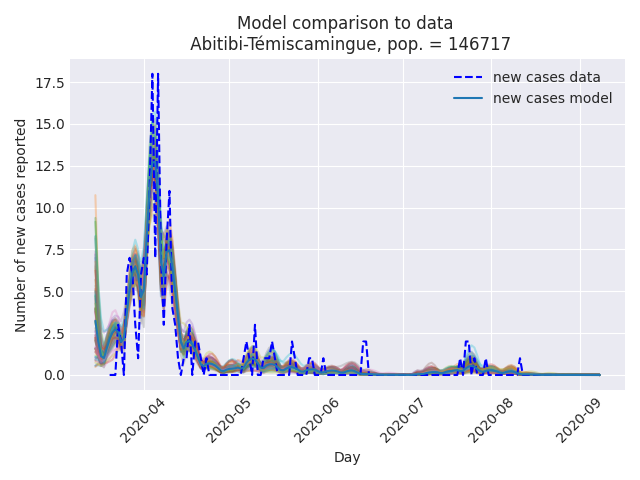 Model comparison to data
Abitibi-Témiscamingue, pop. = 146717
new cases data
new cases model
17.5
15.0
12.5
10.0
7.5
5.0
2.5
0.0
Number of new cases reported
2020-04
2020-05
2020-06
2020-07
2020-08
2020-09
Day